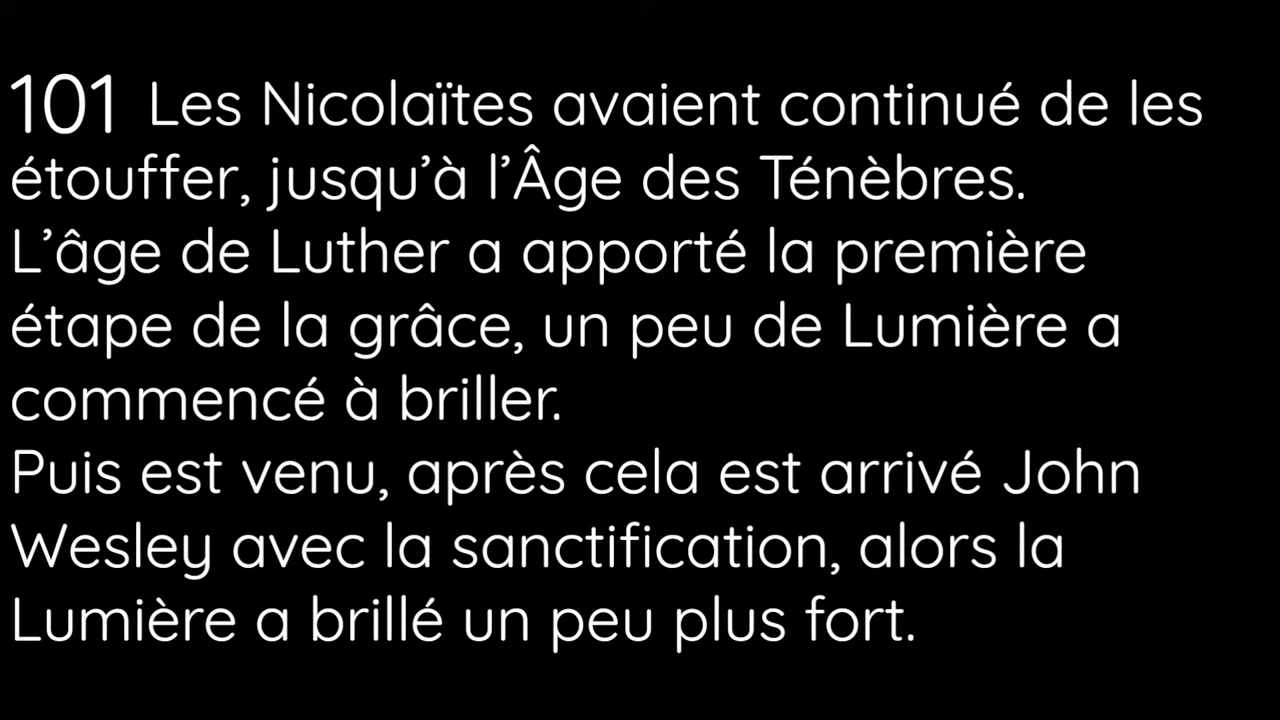 101 Les Nicolaïtes avaient continué de les
étouffer, jusqu’à l’Âge des Ténèbres.
L’âge de Luther a apporté la première
étape de la grâce, un peu de Lumière a
commencé à briller.
Puis est venu, après cela est arrivé John
Wesley avec la sanctification, alors la
Lumière a brillé un peu plus fort.